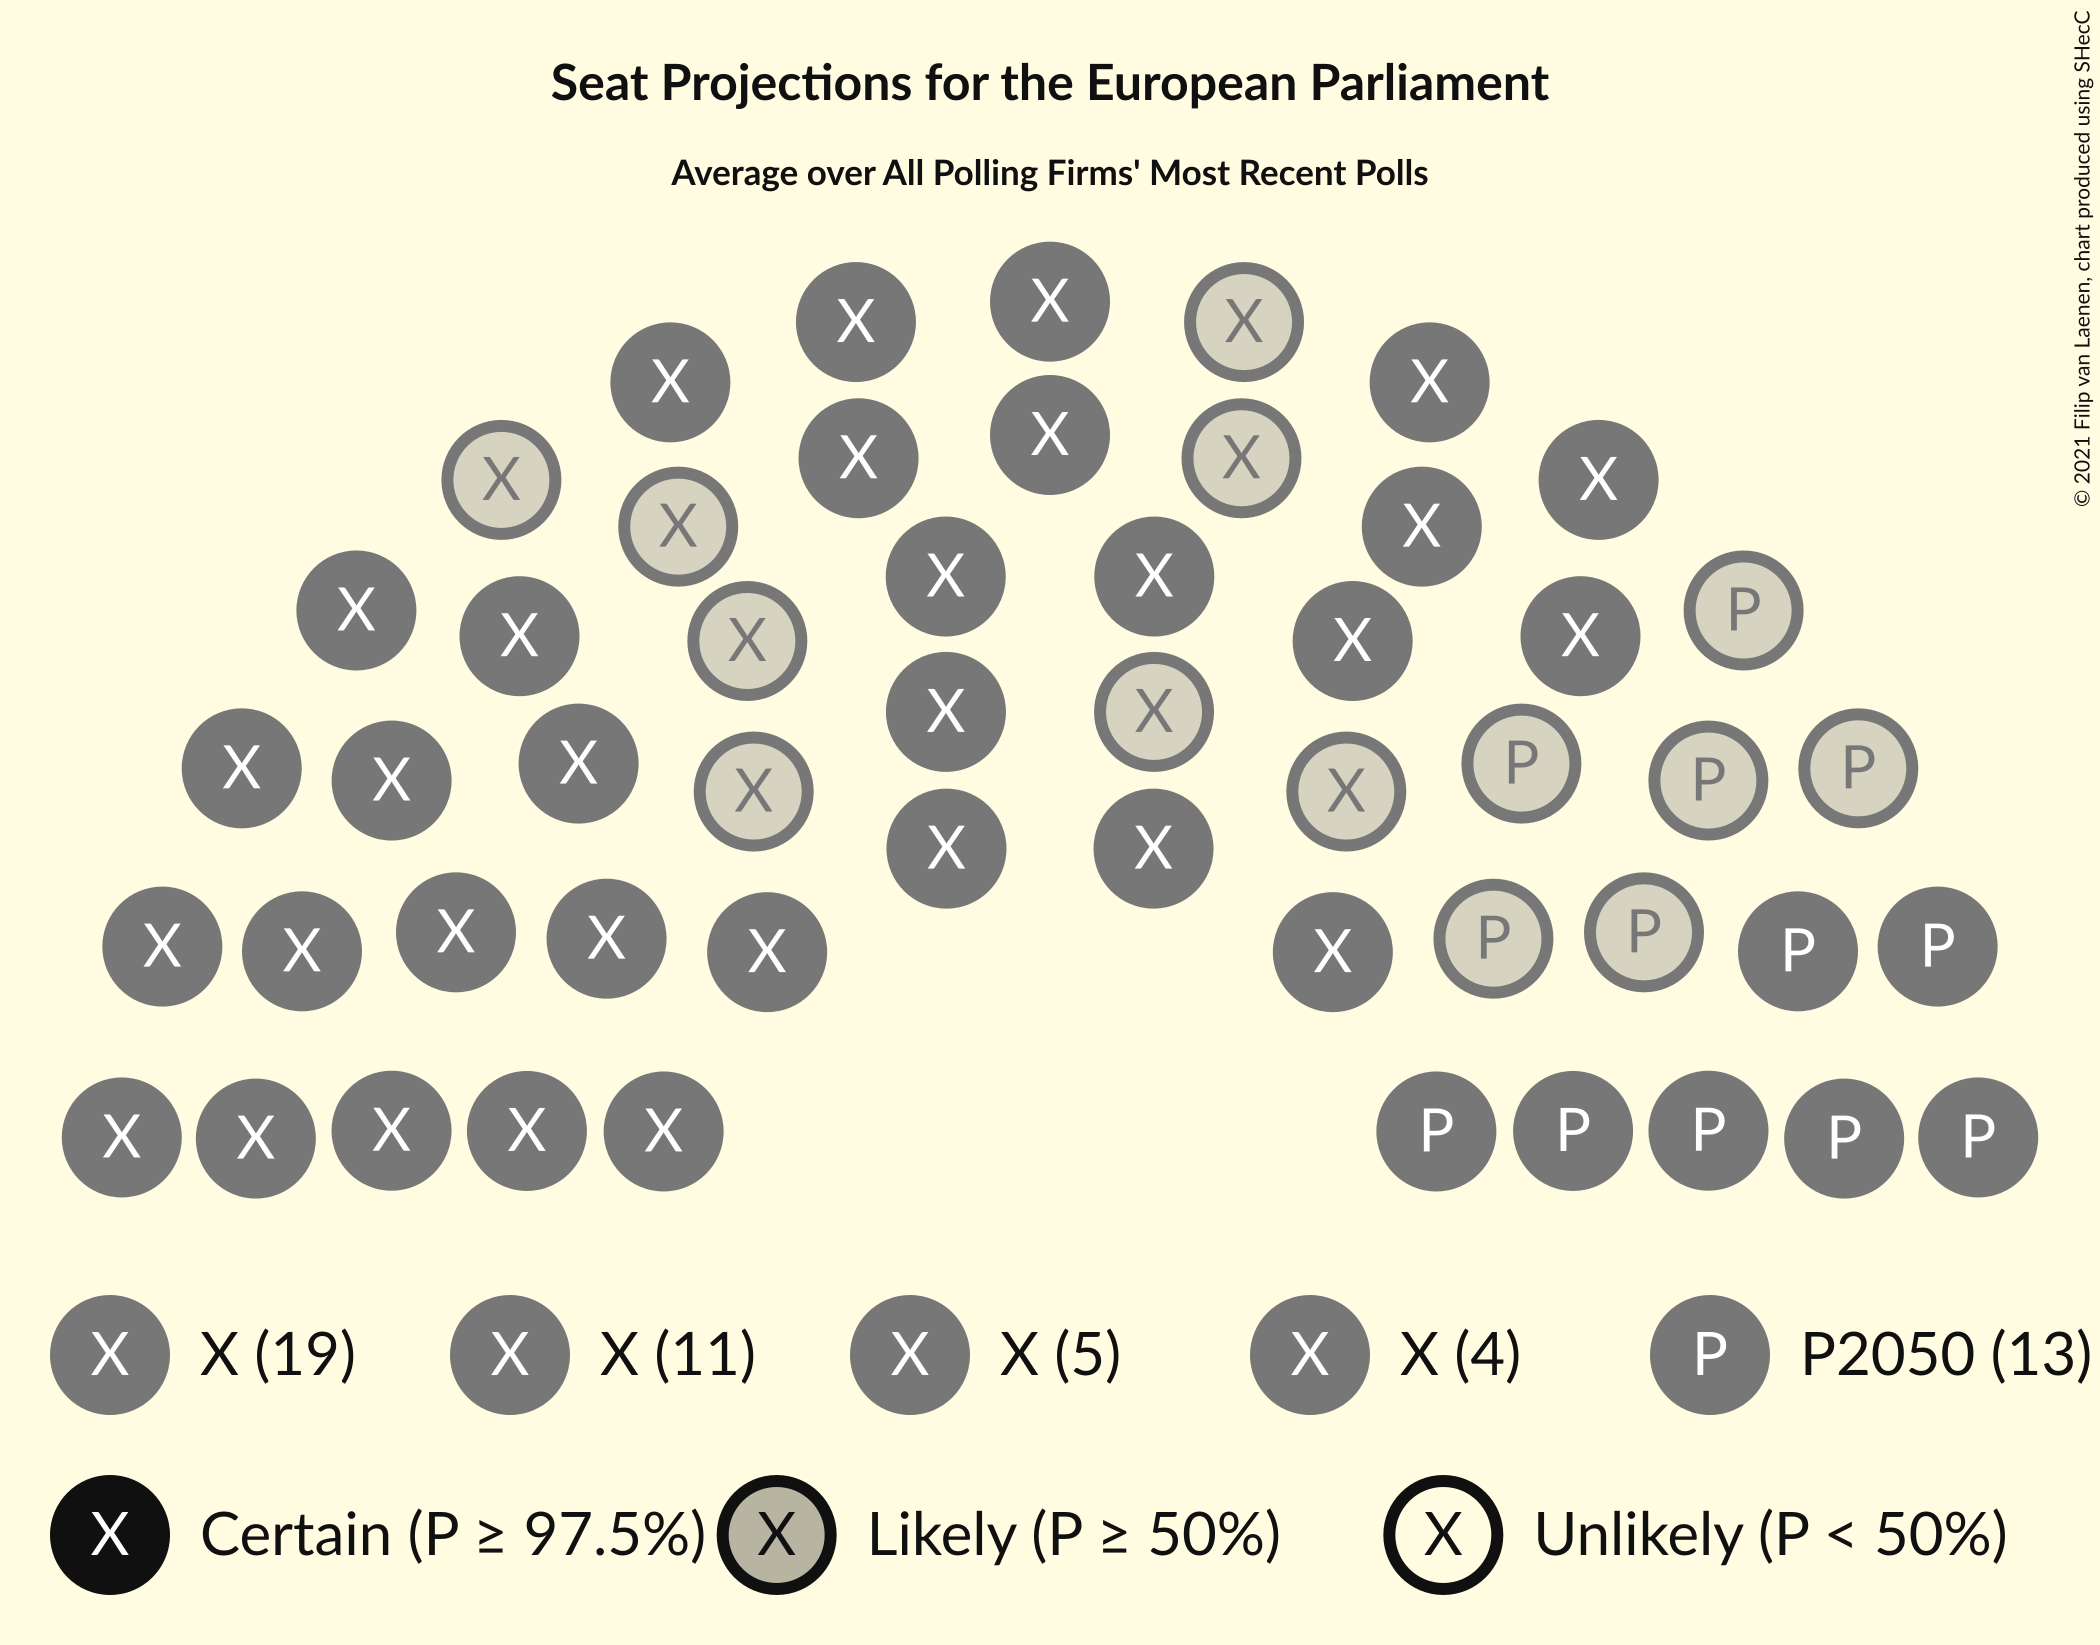 Seat Projections for the European Parliament
Average over All Polling Firms' Most Recent Polls
© 2021 Filip van Laenen, chart produced using SHecC
X
X X
X X
X
X X X
X X
X X
X X
X X
X X
X X P
X X
X X
X X X P P P
X X
X X
X X X X X X P P P P
X X X X X P P P P P
X X (19) X X (11) X X (5) X X (4) P P2050 (13)
X Certain (P ≥ 97.5%) X Likely (P ≥ 50%) X Unlikely (P < 50%)